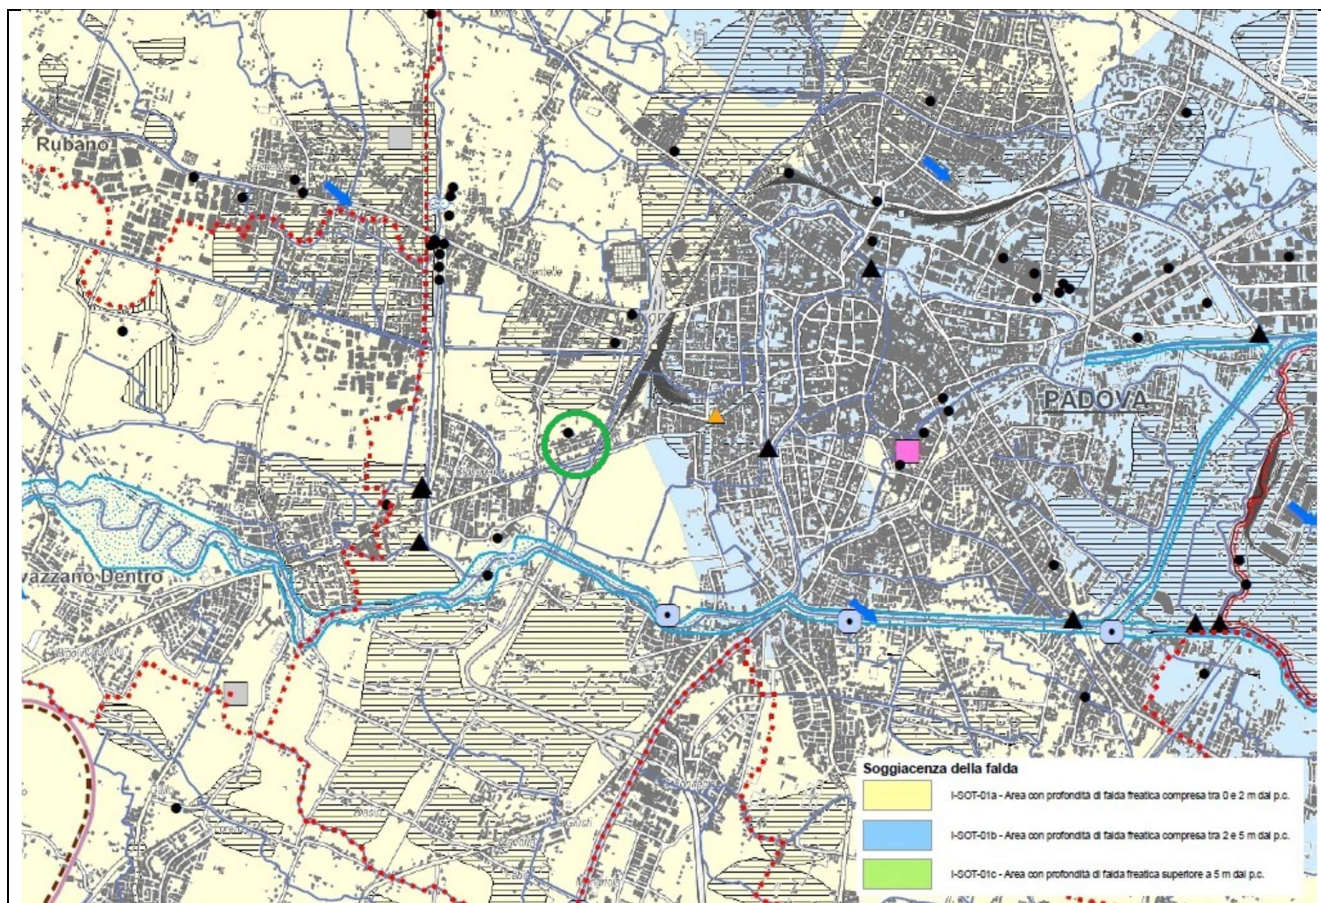 Rubano
PADOVA
vazzano Dentro
Soggiacenza della falda
I-SOT-01a - Area con profondità di falda freatica compresa tra 0 e 2 m dal p.c.
I-SOT-01b - Area con profondità di falda freatica compresa tra 2 e 5 m dal p.c.
I-SOT-01c - Area con profondità di falda freatica superiore a 5 m dal p.c.